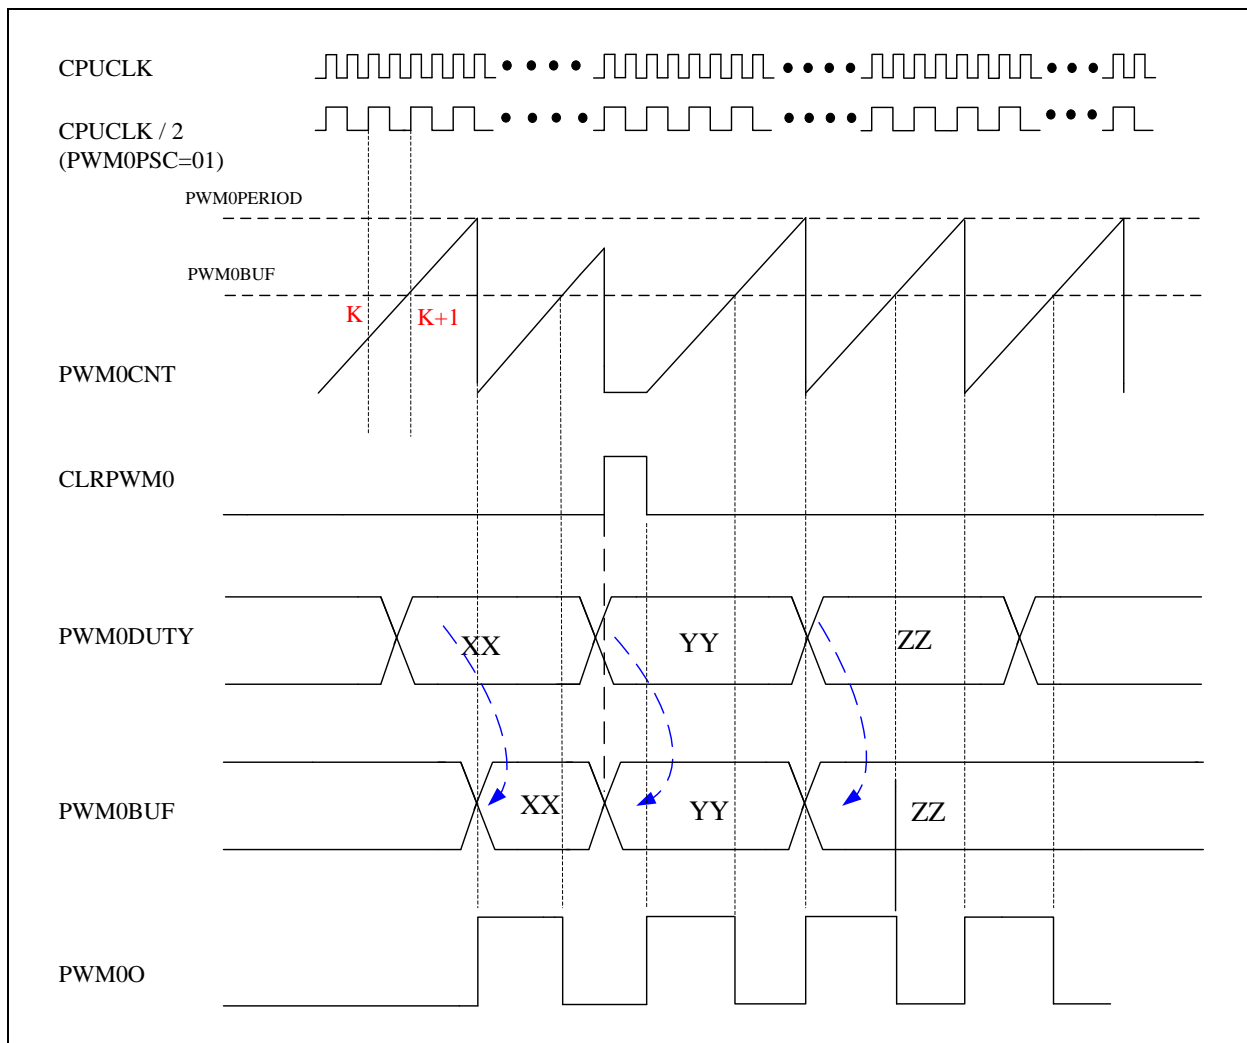 CPUCLK
CPUCLK / 2
(PWM0PSC=01)
PWM0PERIOD
PWM0BUF
K
K+1
PWM0CNT
CLRPWM0
PWM0DUTY
XX
YY
ZZ
PWM0BUF
XX
YY
ZZ
PWM0O